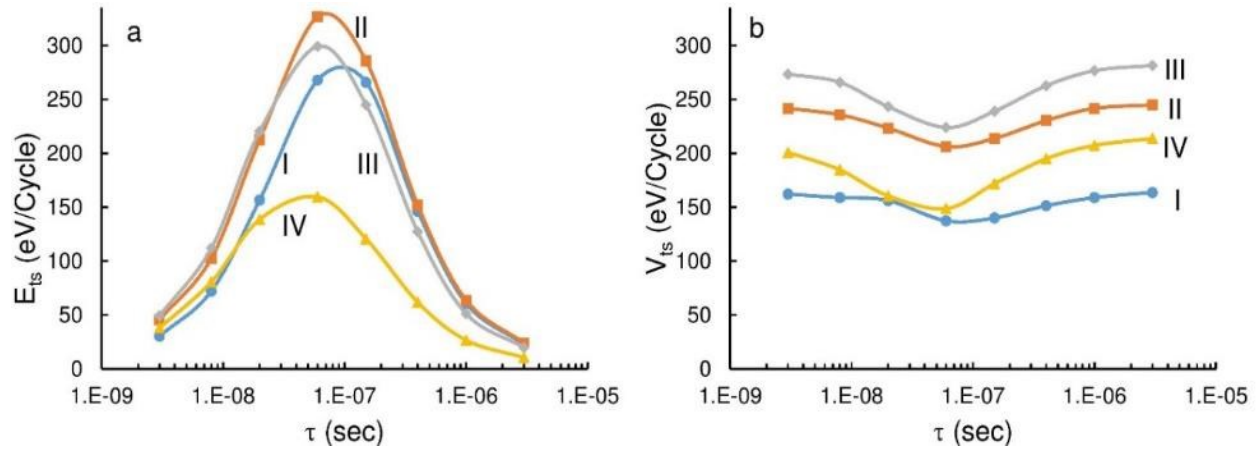 a
300
250
200
150
100
50
0
E_ts (eV/Cycle)
II
I
III
IV
1.E-09 1.E-08 1.E-07 1.E-06 1.E-05
τ (sec)
b
300
250
200
150
100
50
0
V_ts (eV/Cycle)
III
II
IV
I
1.E-09 1.E-08 1.E-07 1.E-06 1.E-05
τ (sec)